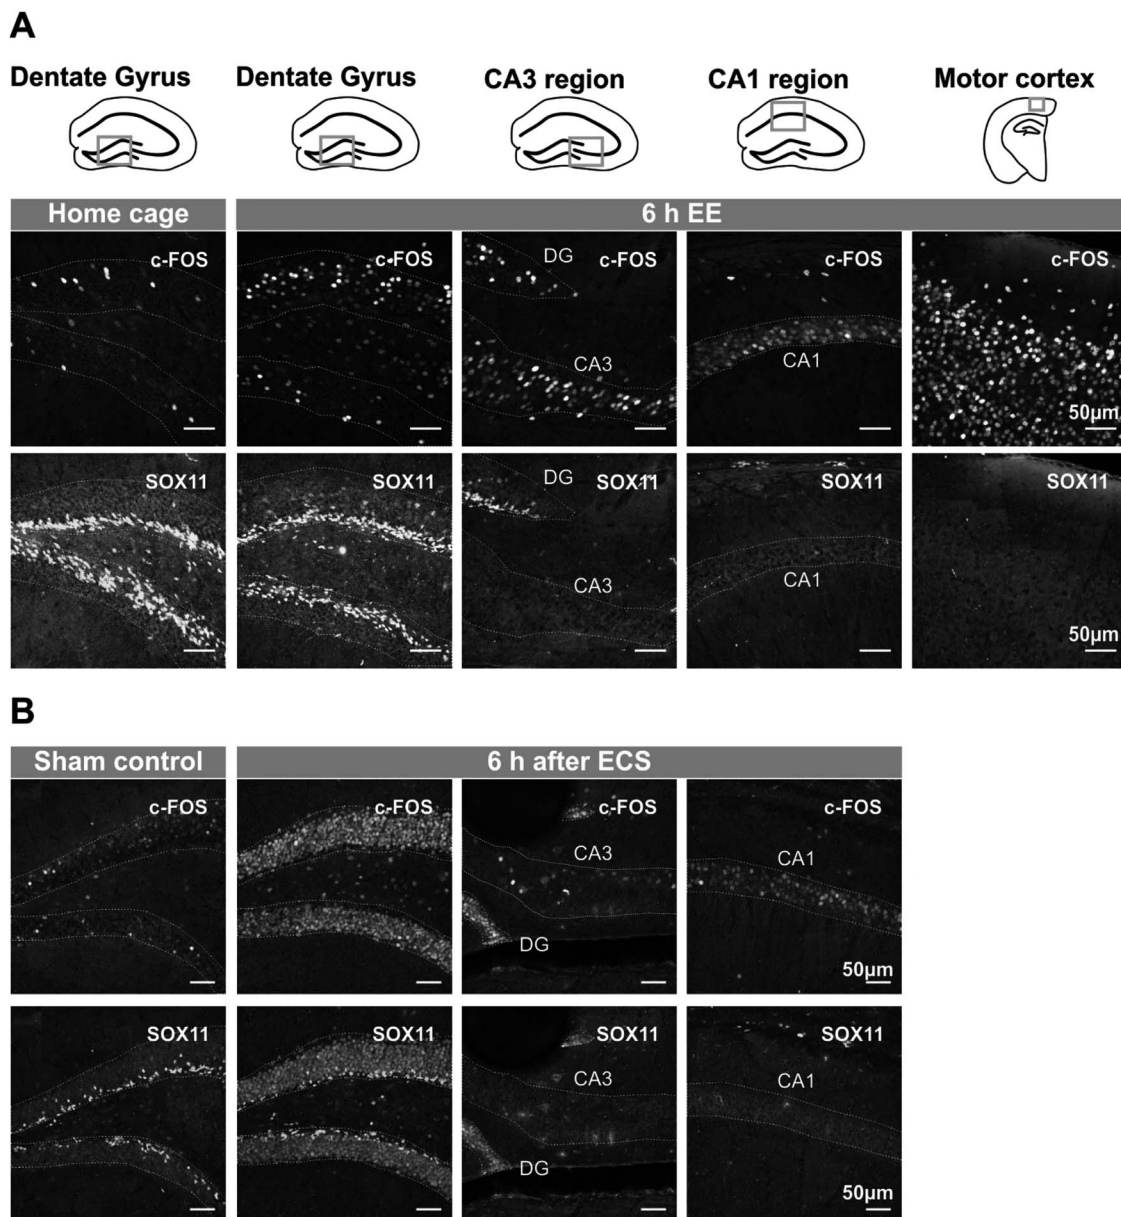 A
Dentate Gyrus Dentate Gyrus CA3 region CA1 region Motor cortex
Home cage 6 h EE
c-FOS c-FOS DG c-FOS c-FOS c-FOS
CA3 CA1
50µm
SOX11 SOX11 DG SOX11 SOX11 SOX11
CA3 CA1
50µm
B
Sham control 6 h after ECS
c-FOS c-FOS c-FOS c-FOS
CA3 CA1
DG 50µm
SOX11 SOX11 SOX11 SOX11
CA3 CA1
DG 50µm